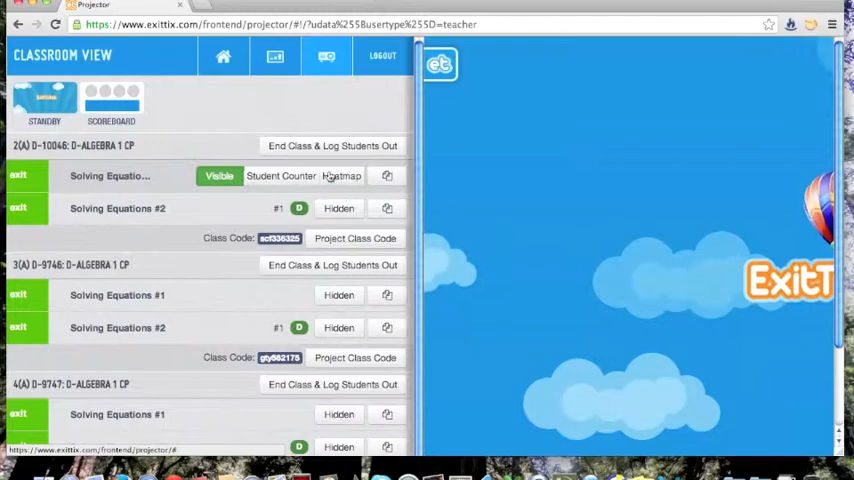 Projector
https://www.exittix.com/frontend/projector/#!/?udata%255Busertype%255D=teacher
CLASSROOM VIEW
LOGOUT
et
STANDBY
SCOREBOARD
2(A) D-10046: D-ALGEBRA 1 CP
End Class & Log Students Out
exit Solving Equatio... Visible Student Counter Heatmap
exit Solving Equations #2 #1 D Hidden
Class Code: scf336325 Project Class Code
3(A) D-9746: D-ALGEBRA 1 CP
End Class & Log Students Out
exit Solving Equations #1 Hidden
exit Solving Equations #2 #1 D Hidden
Class Code: gty562175 Project Class Code
4(A) D-9747: D-ALGEBRA 1 CP
End Class & Log Students Out
exit Solving Equations #1 Hidden
D Hidden
https://www.exittix.com/frontend/projector/#
ExitT